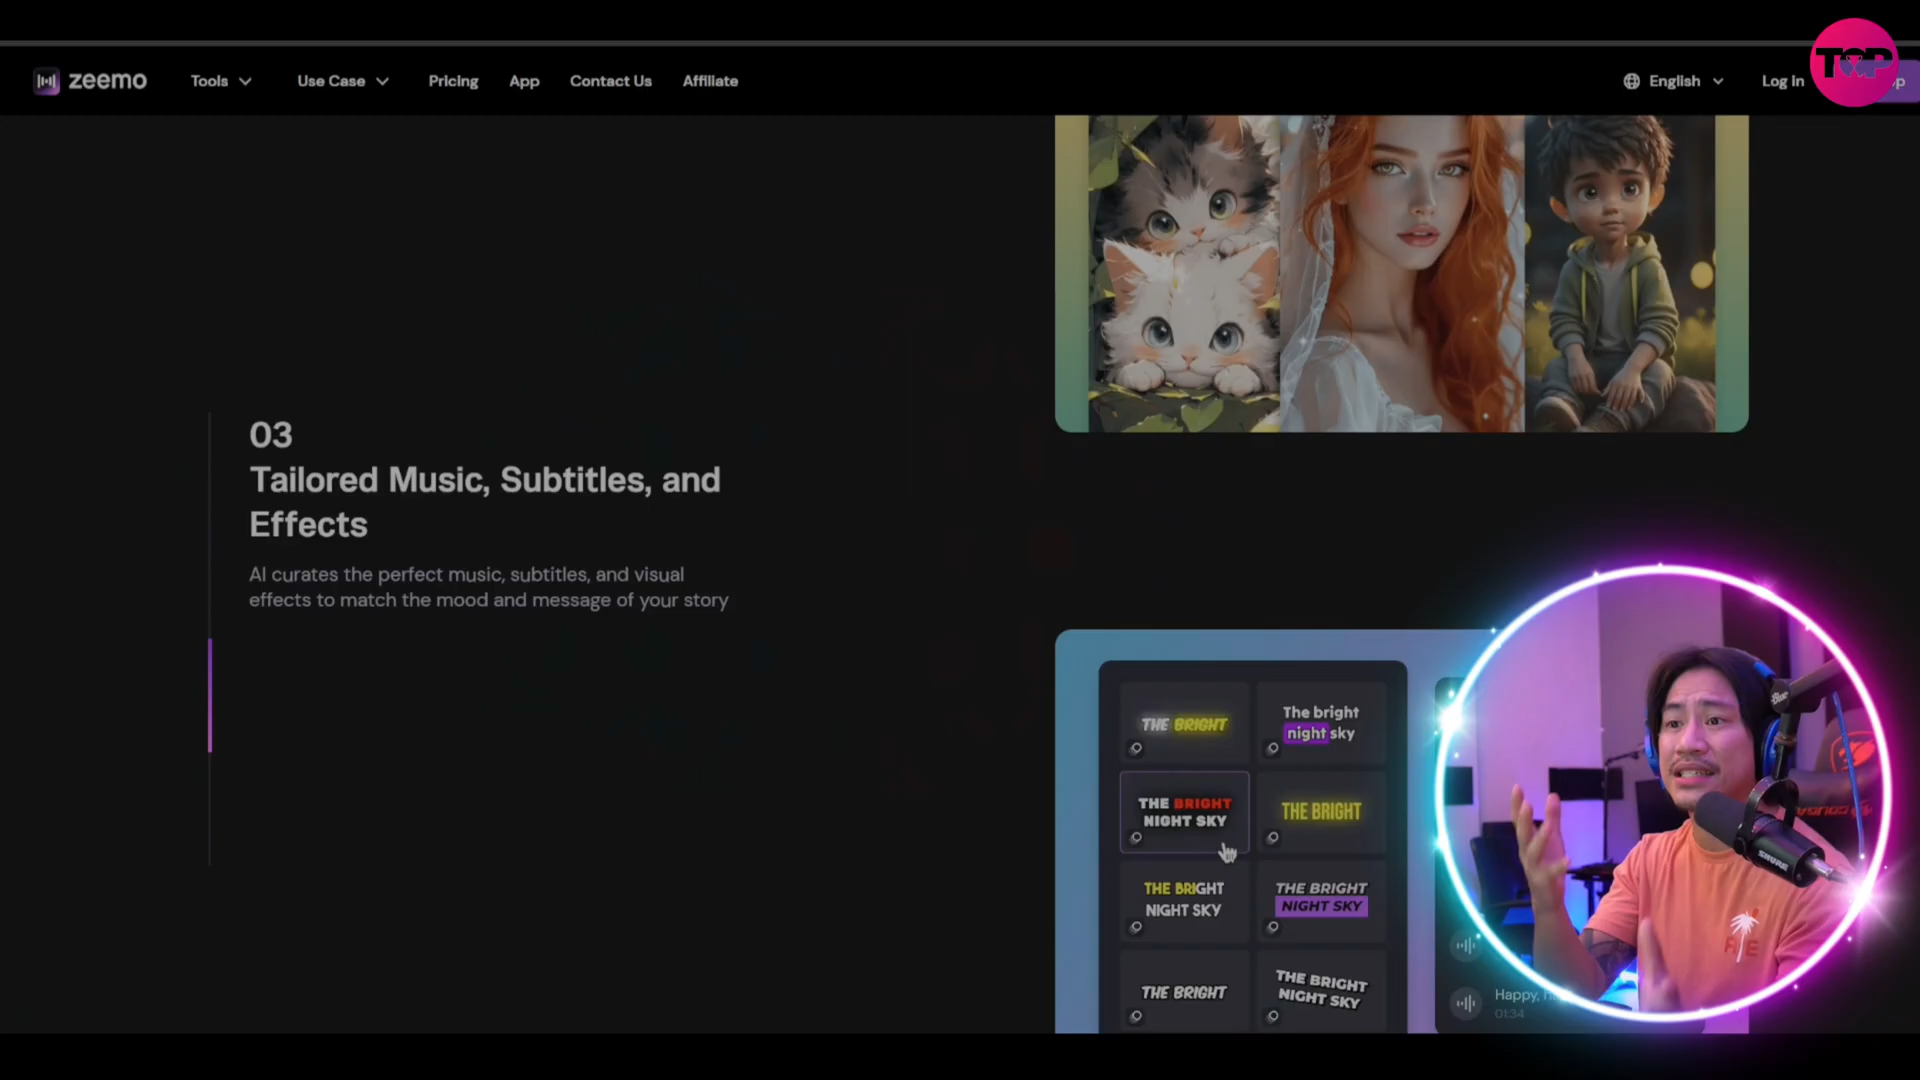 zeemo
Tools
Use Case
Pricing
App
Contact Us
Affiliate
English
Log in
TOP
03
Tailored Music, Subtitles, and
Effects
AI curates the perfect music, subtitles, and visual
effects to match the mood and message of your story
THE BRIGHT
The bright
night sky
THE BRIGHT
NIGHT SKY
THE BRIGHT
THE BRIGHT
NIGHT SKY
THE BRIGHT
NIGHT SKY
THE BRIGHT
THE BRIGHT
NIGHT SKY
Happy,
01:34
SHURE
COUGAR